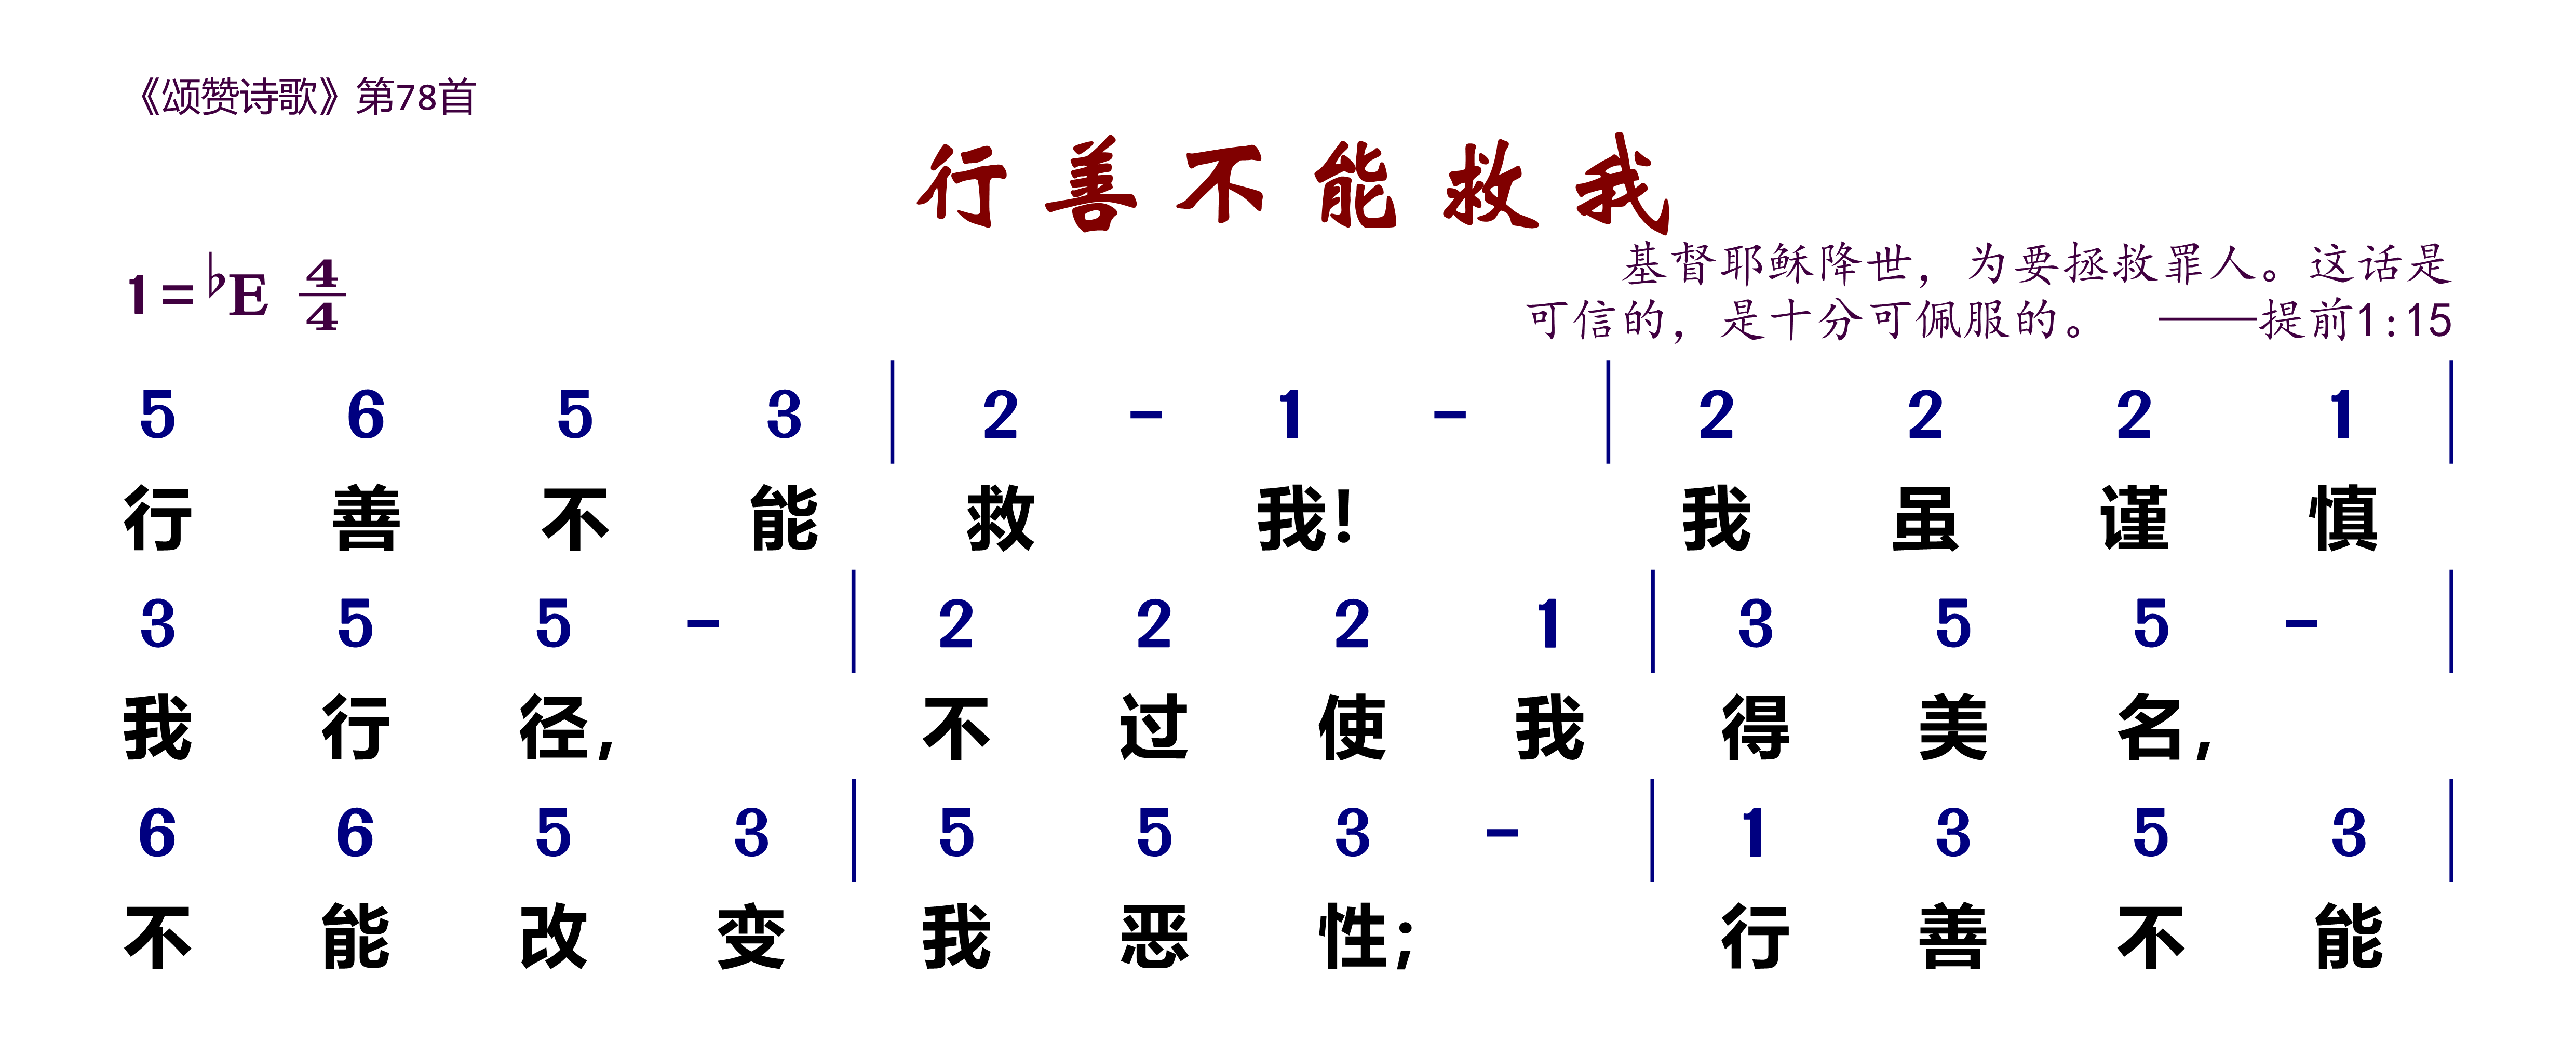 《颂赞诗歌》第78首
行善不能救我
1=♭E 4/4
基督耶稣降世，为要拯救罪人。这话是
可信的，是十分可佩服的。 ——提前1:15
5 6 5 3 | 2 - 1 - | 2 2 2 1 |
行 善 不 能 救 我！ 我 虽 谨 慎
3 5 5 - | 2 2 2 1 | 3 5 5 - |
我 行 径， 不 过 使 我 得 美 名，
6 6 5 3 | 5 5 3 - | 1 3 5 3 |
不 能 改 变 我 恶 性； 行 善 不 能